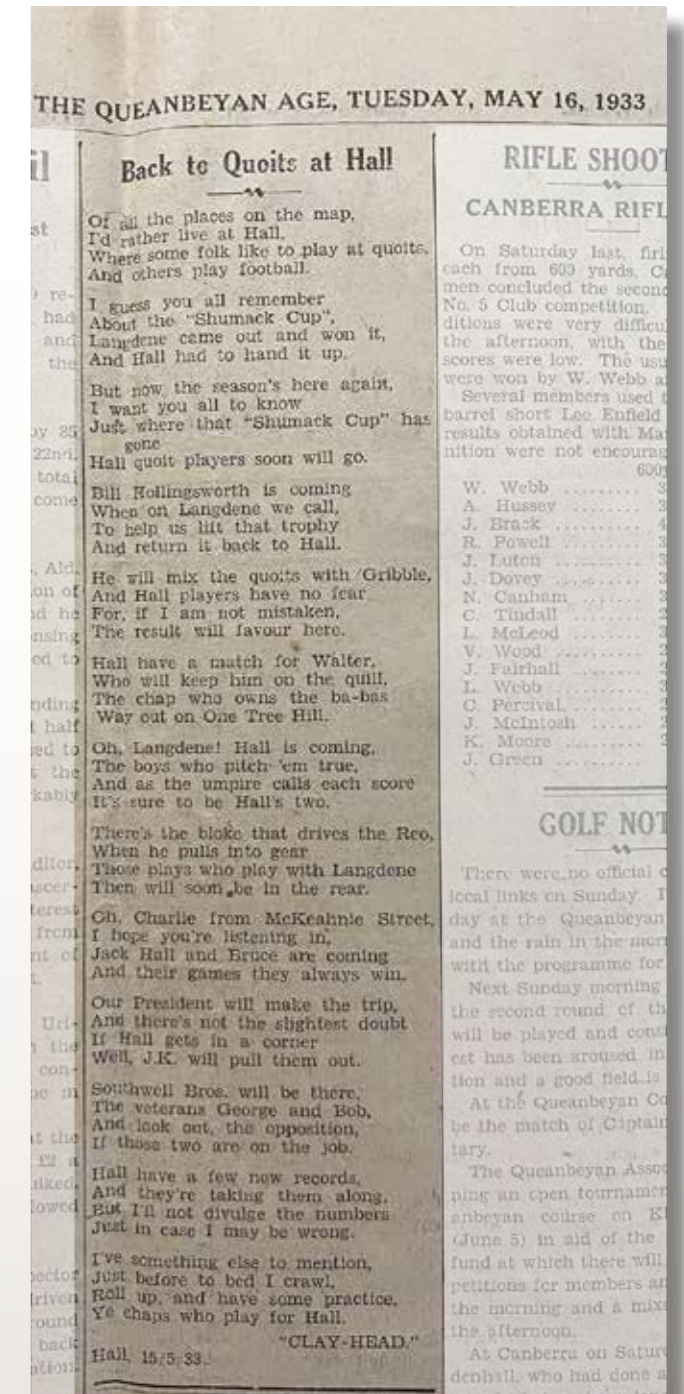 THE QUEANBEYAN AGE, TUESDAY, MAY 16, 1933
Back to Quoits at Hall
Of all the places on the map,
I'd rather live at Hall,
Where some folk like to play at quoits,
And others play football.
I guess you all remember
About the "Shumack Cup",
Langdene came out and won it,
And Hall had to hand it up.
But now the season's here again,
I want you all to know
Just where that "Shumack Cup" has
gone
Hall quoit players soon will go.
Bill Hollingsworth is coming
When on Langdene we call,
To help us lift that trophy
And return it back to Hall.
He will mix the quoits with Gribble,
And Hall players have no fear
For, if I am not mistaken,
The result will favour here.
Hall have a match for Walter,
Who will keep him on the quill,
The chap who owns the ba-bas
Way out on One Tree Hill.
Oh, Langdene! Hall is coming,
The boys who pitch 'em true,
And as the umpire calls each score
It's sure to be Hall's two.
There's the bloke that drives the Reo,
When he pulls into gear
Those plays who play with Langdene
Then will soon be in the rear.
Oh, Charlie from McKeahnie Street,
I hope you're listening in,
Jack Hall and Bruce are coming
And their games they always win.
Our President will make the trip,
And there's not the slightest doubt
If Hall gets in a corner
Well, J.K. will pull them out.
Southwell Bros. will be there,
The veterans George and Bob,
And look out, the opposition,
If those two are on the job.
Hall have a few new records,
And they're taking them along,
But I'll not divulge the numbers
Just in case I may be wrong.
I've something else to mention,
Just before to bed I crawl,
Roll up, and have some practice,
Ye chaps who play for Hall.
"CLAY-HEAD."
Hall, 15/5/33.
RIFLE SHOOT
CANBERRA RIFL
On Saturday last, firi
each from 600 yards, C
men concluded the second
No. 5 Club competition.
ditions were very difficu
the afternoon, with the
scores were low. The usu
were won by W. Webb a
Several members used t
barrel short Lee Enfield
results obtained with Ma
nition were not encourag
600
W. Webb ......... 3
A. Hussey ......... 3
J. Brack ......... 4
R. Powell ......... 3
J. Luton ......... 3
J. Dovey ......... 3
N. Canham ......... 3
C. Tindall ......... 2
L. McLeod ......... 3
V. Wood ......... 2
J. Fairhall ......... 2
L. Webb ......... 3
C. Percival ......... 2
J. McIntosh ......... 2
K. Moore ......... 2
J. Green .........
GOLF NOT
There were no official c
local links on Sunday. I
day at the Queanbeyan
and the rain in the mor
with the programme for
Next Sunday morning
the second round of th
will be played and cons
est has been aroused in
tion and a good field is
At the Queanbeyan Co
be the match of Captain
tary.
The Queanbeyan Asso
ping an open tournamen
anbeyan course on K
(June 5) in aid of the
fund at which there will
petitions for members an
the morning and a mix
the afternoon.
At Canberra on Satur
denhall, who had done a